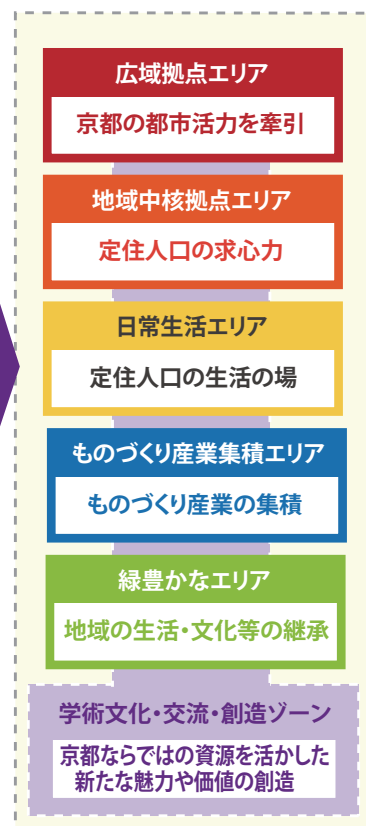 広域拠点エリア
京都の都市活力を牽引
地域中核拠点エリア
定住人口の求心力
日常生活エリア
定住人口の生活の場
ものづくり産業集積エリア
ものづくり産業の集積
緑豊かなエリア
地域の生活・文化等の継承
学術文化・交流・創造ゾーン
京都ならではの資源を活かした
新たな魅力や価値の創造